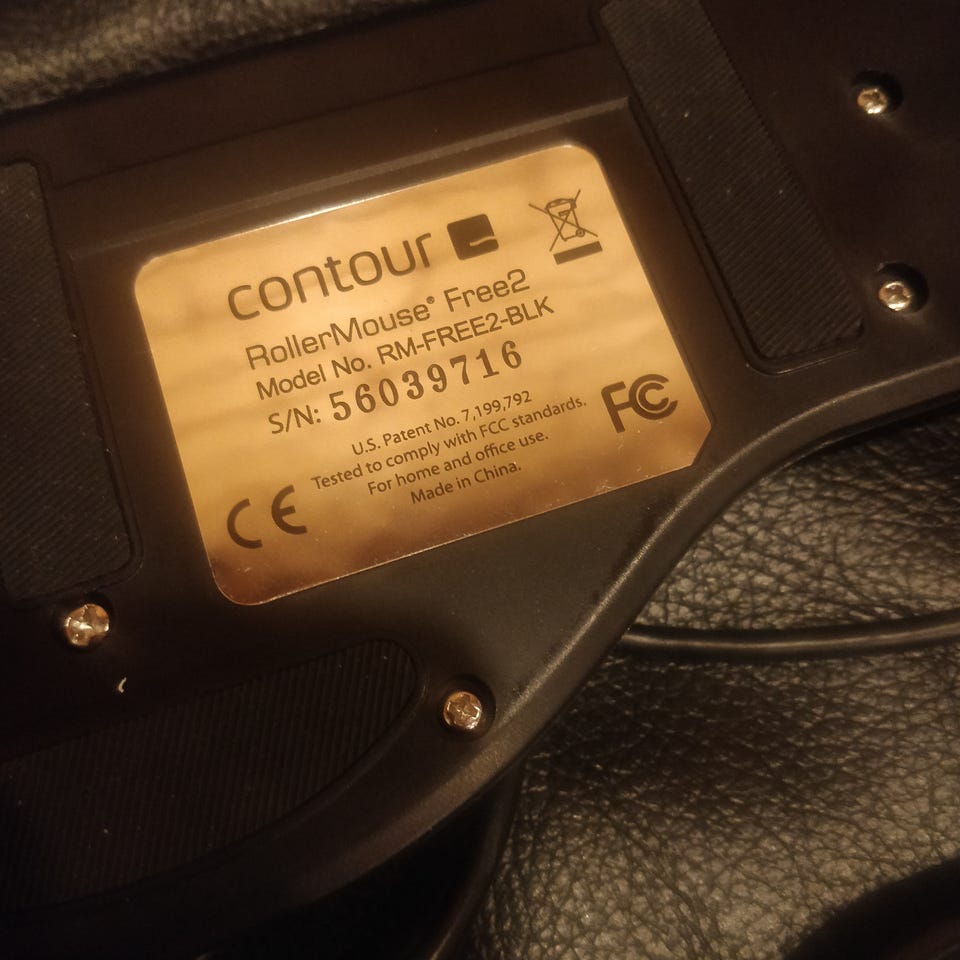 contour
RollerMouse® Free2
Model No. RM-FREE2-BLK
S/N: 56039716
U.S. Patent No. 7,199,792
Tested to comply with FCC standards.
For home and office use.
Made in China.
FC
CE